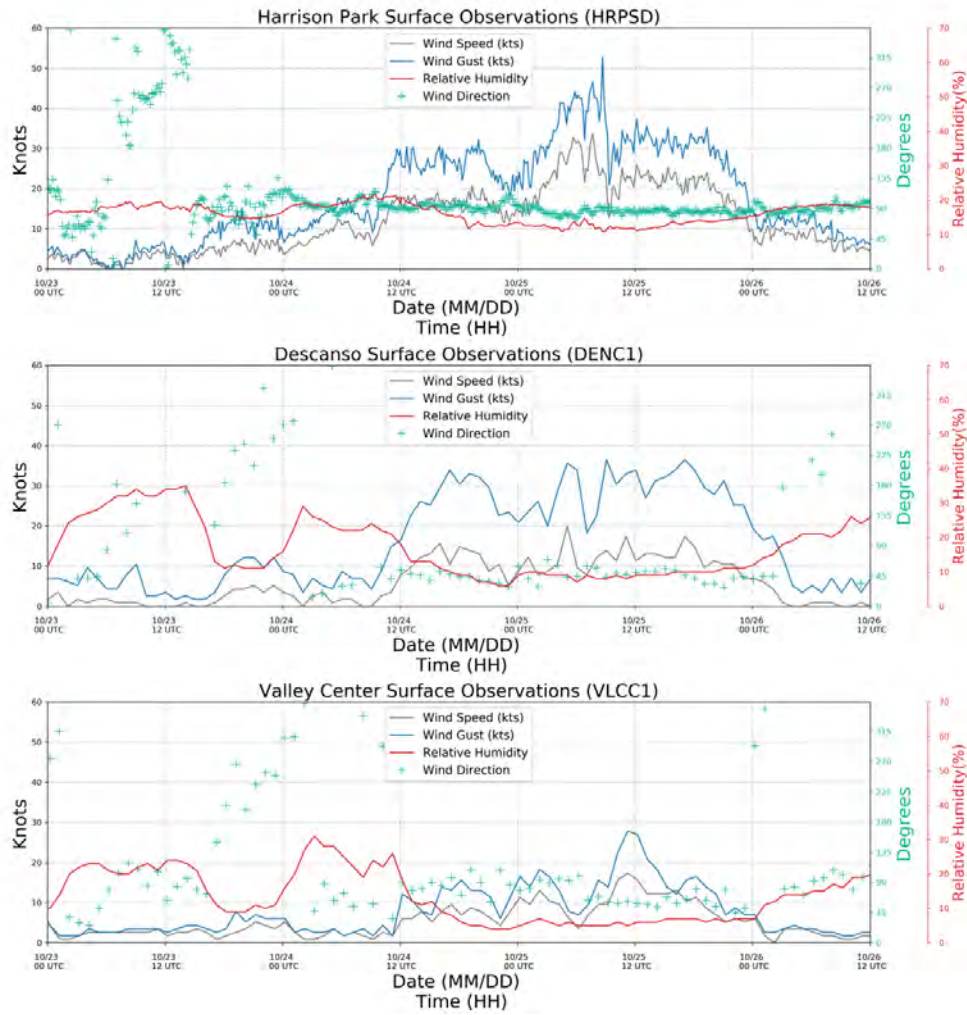 Harrison Park Surface Observations (HRPSD)
60
50
40
30
20
10
0
Knots
Wind Speed (kts)
Wind Gust (kts)
Relative Humidity
Wind Direction
315
270
225
180
135
90
45
0
Degrees
70
60
50
40
30
20
10
0
Relative Humidity(%)
10/23 10/23 10/24 10/24 10/25 10/25 10/26 10/26
00 UTC 12 UTC 00 UTC 12 UTC 00 UTC 12 UTC 00 UTC 12 UTC
Date (MM/DD)
Time (HH)
Descanso Surface Observations (DENC1)
60
50
40
30
20
10
0
Knots
Wind Speed (kts)
Wind Gust (kts)
Relative Humidity
Wind Direction
315
270
225
180
135
90
45
0
Degrees
70
60
50
40
30
20
10
0
Relative Humidity(%)
10/23 10/23 10/24 10/24 10/25 10/25 10/26 10/26
00 UTC 12 UTC 00 UTC 12 UTC 00 UTC 12 UTC 00 UTC 12 UTC
Date (MM/DD)
Time (HH)
Valley Center Surface Observations (VLCC1)
60
50
40
30
20
10
0
Knots
Wind Speed (kts)
Wind Gust (kts)
Relative Humidity
Wind Direction
315
270
225
180
135
90
45
0
Degrees
70
60
50
40
30
20
10
0
Relative Humidity(%)
10/23 10/23 10/24 10/24 10/25 10/25 10/26 10/26
00 UTC 12 UTC 00 UTC 12 UTC 00 UTC 12 UTC 00 UTC 12 UTC
Date (MM/DD)
Time (HH)